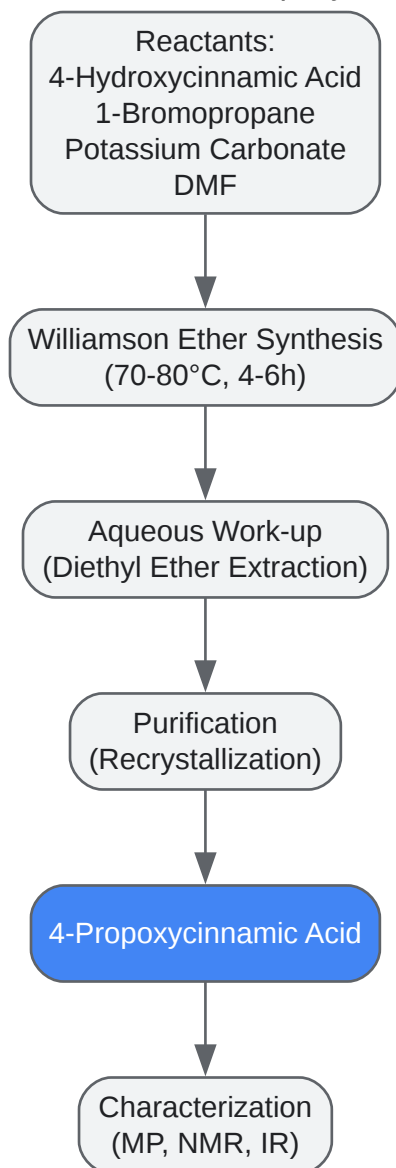 Reactants:
4-Hydroxycinnamic Acid
1-Bromopropane
Potassium Carbonate
DMF
Williamson Ether Synthesis
(70-80°C, 4-6h)
Aqueous Work-up
(Diethyl Ether Extraction)
Purification
(Recrystallization)
4-Propoxycinnamic Acid
Characterization
(MP, NMR, IR)